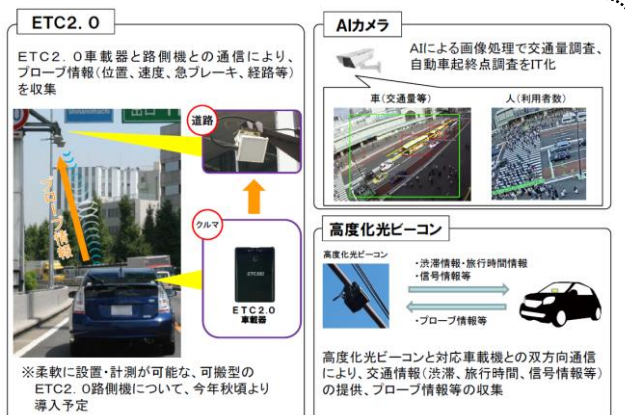 ETC2.0
ETC2.0車載器と路側機との通信により、
プローブ情報(位置、速度、急ブレーキ、経路等)
を収集
道路
プローブ情報
クルマ
ETC2.0
車載器
※柔軟に設置・計測が可能な、可搬型の
ETC2.0路側機について、今年秋頃より
導入予定
AIカメラ
AIによる画像処理で交通量調査、
自動車起終点調査をIT化
車(交通量等)
人(利用者数)
高度化光ビーコン
高度化光ビーコン
・渋滞情報・旅行時間情報
・信号情報等
・プローブ情報等
高度化光ビーコンと対応車載機との双方向通信
により、交通情報(渋滞、旅行時間、信号情報等)
の提供、プローブ情報等の収集